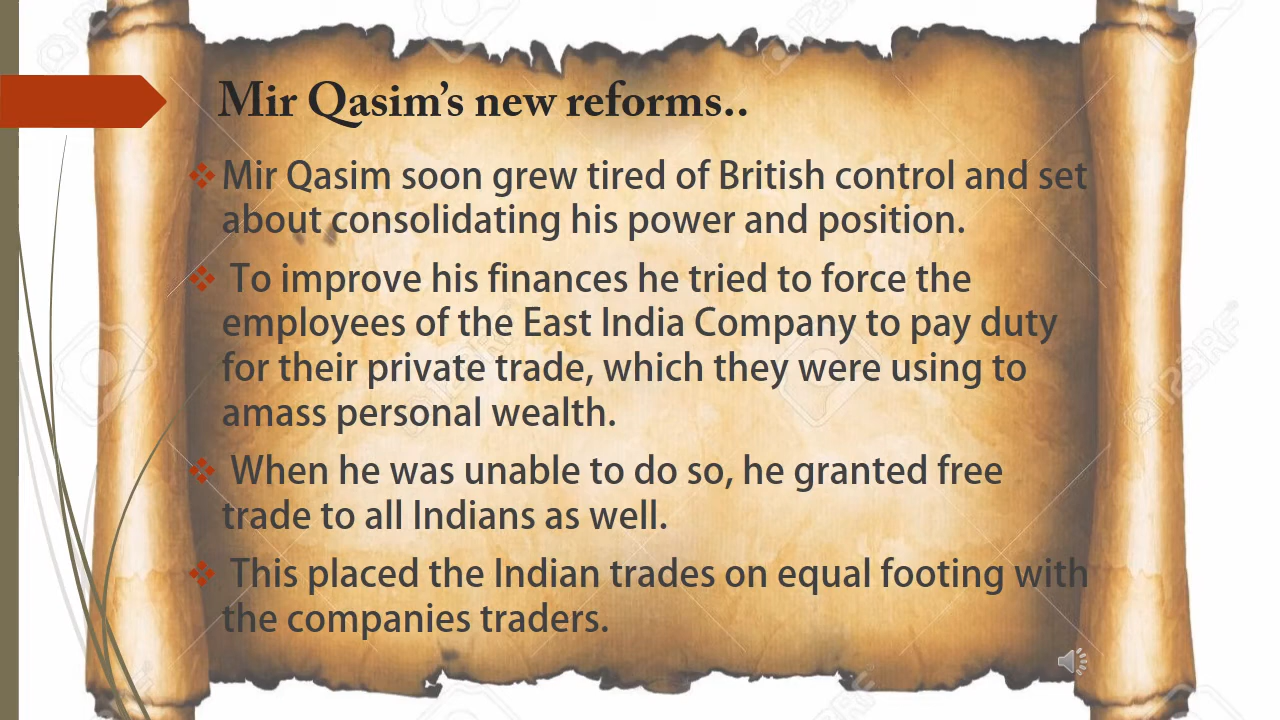 Mir Qasim's new reforms..
Mir Qasim soon grew tired of British control and set
about consolidating his power and position.
To improve his finances he tried to force the
employees of the East India Company to pay duty
for their private trade, which they were using to
amass personal wealth.
When he was unable to do so, he granted free
trade to all Indians as well.
This placed the Indian trades on equal footing with
the companies traders.
123RF